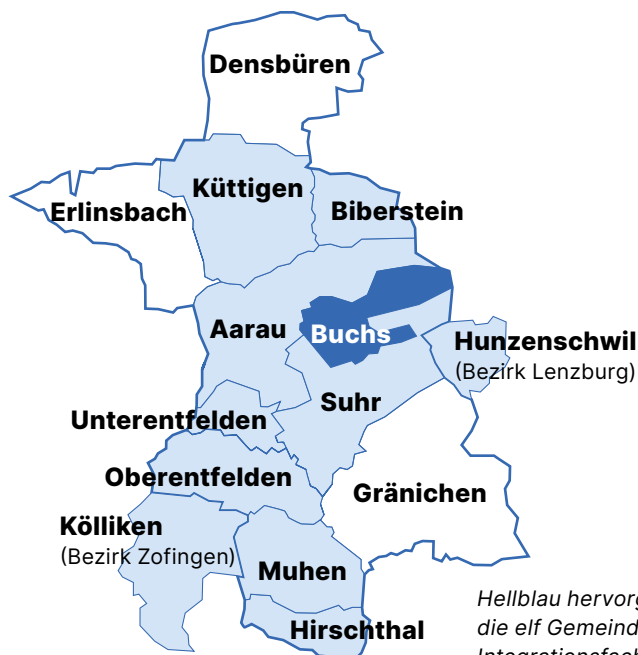 Densbüren
Küttigen
Erlinsbach
Biberstein
Aarau
Buchs
Hunzenschwil
(Bezirk Lenzburg)
Suhr
Unterentfelden
Oberentfelden
Gränichen
Kölliken
(Bezirk Zofingen)
Muhen
Hirschthal
Hellblau hervorg
die elf Gemeind